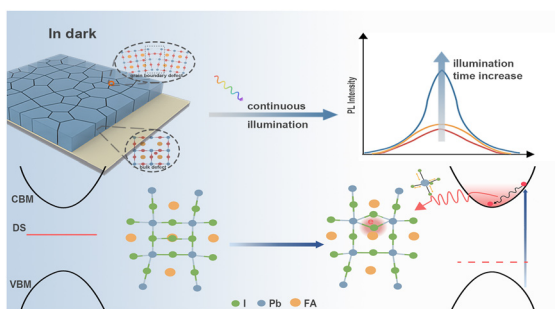 In dark
grain boundary defect
bulk defect
continuous
illumination
PL Intensity
illumination
time increase
CBM
DS
VBM
e
I
Pb
FA